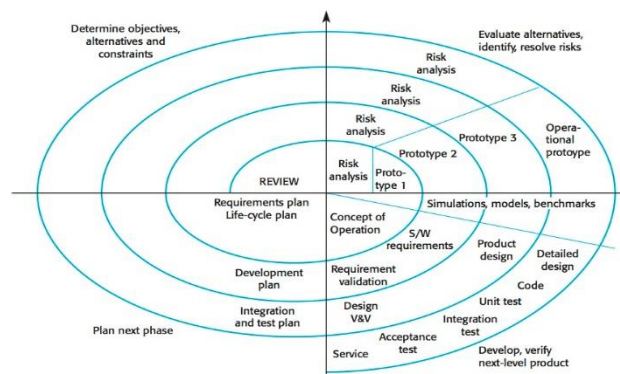 Determine objectives,
alternatives and
constraints
Evaluate alternatives,
identify, resolve risks
Risk
analysis
Risk
analysis
Risk
analysis
Risk
analysis
Proto-
type 1
Prototype 2
Prototype 3
Opera-
tional
protoype
REVIEW
Requirements plan
Life-cycle plan
Concept of
Operation
Simulations, models, benchmarks
S/W
requirements
Product
design
Detailed
design
Development
plan
Requirement
validation
Code
Unit test
Integration
and test plan
Design
V&V
Integration
test
Acceptance
test
Service
Plan next phase
Develop, verify
next-level product